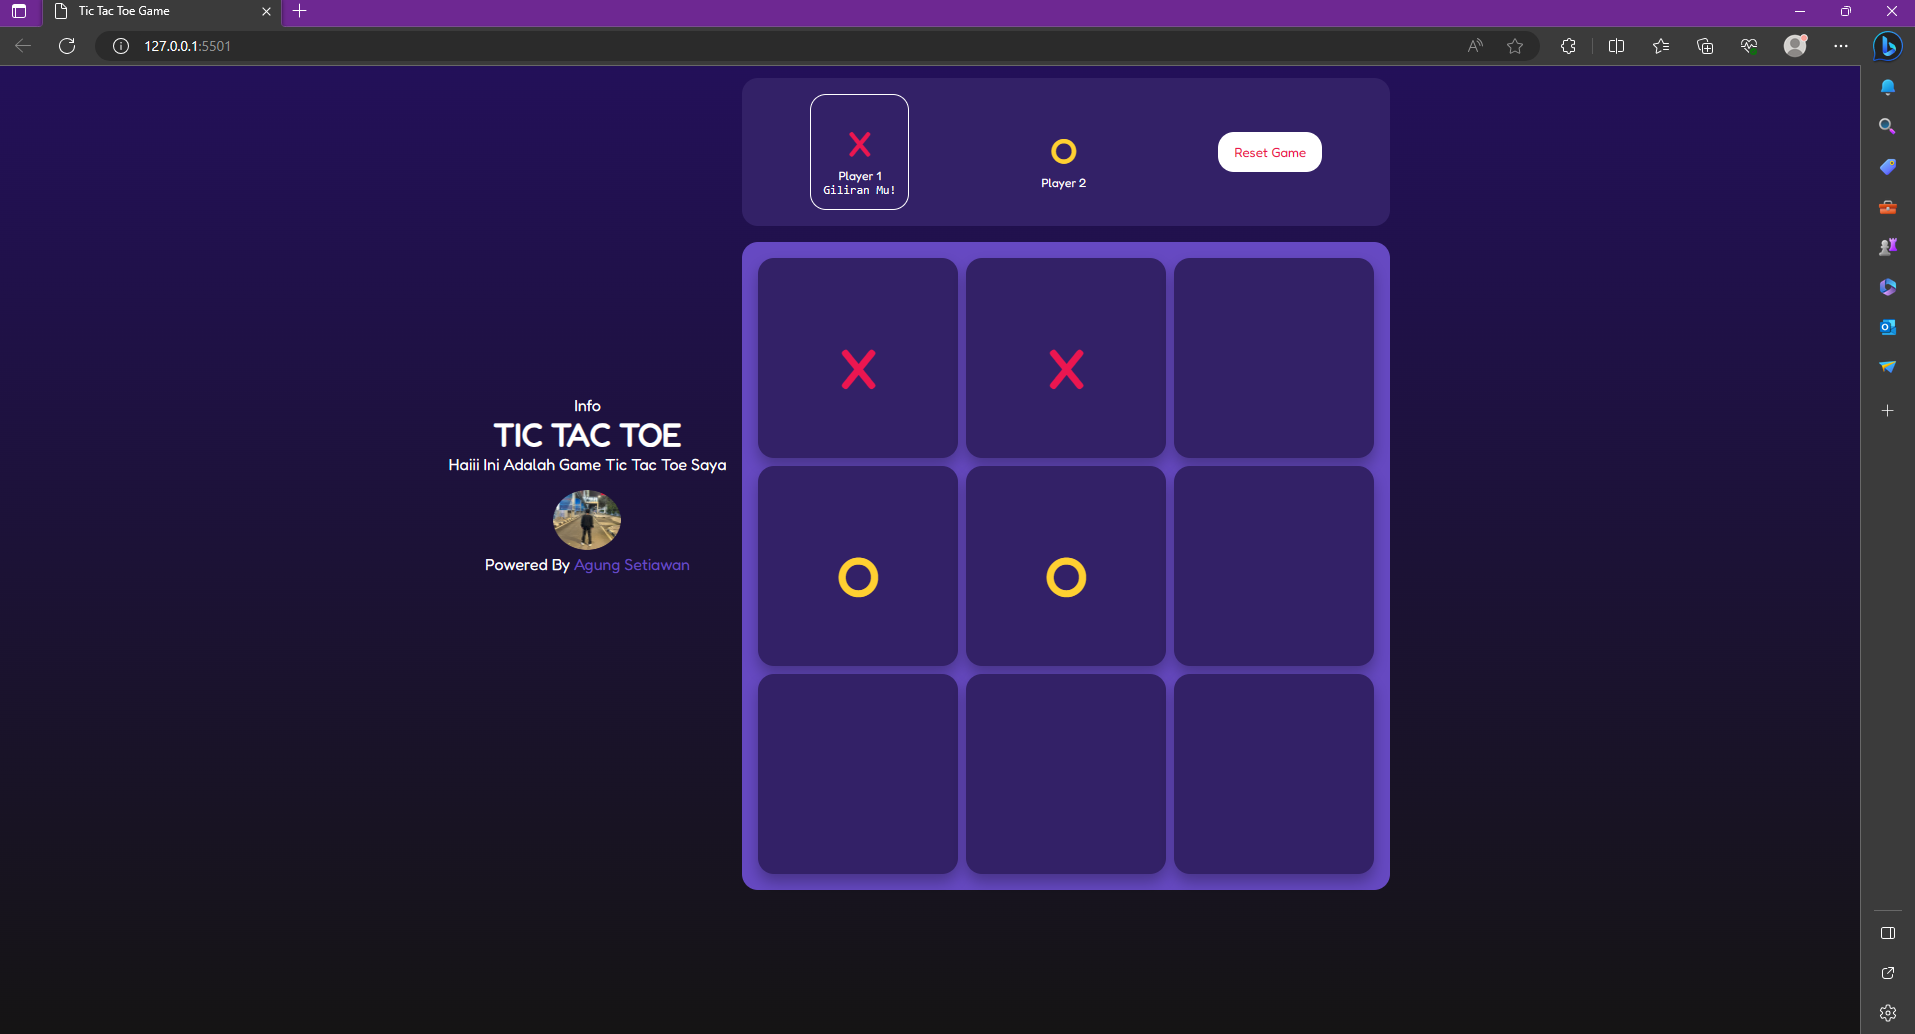 Tic Tac Toe Game
127.0.0.1:5501
Player 1
Giliran Mu!
Player 2
Reset Game
Info
TIC TAC TOE
Haiii Ini Adalah Game Tic Tac Toe Saya
Powered By Agung Setiawan